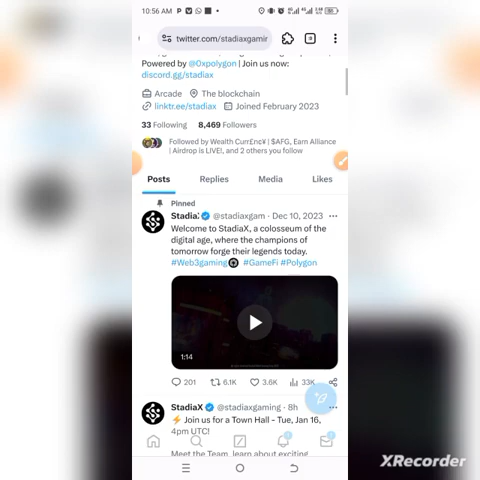 10:56 AM P
twitter.com/stadiaxgamin
Powered by @0xpolygon | Join us now:
discord.gg/stadiax
Arcade The blockchain
linktr.ee/stadiax Joined February 2023
33 Following 8,469 Followers
Followed by Wealth CurrEnc¥ | $AFG, Earn Alliance
| Airdrop is LIVE!, and 2 others you follow
Posts Replies Media Likes
Pinned
StadiaX @stadiaxgam · Dec 10, 2023 ···
Welcome to StadiaX, a colosseum of the
digital age, where the champions of
tomorrow forge their legends today.
#Web3gaming #GameFi #Polygon
1:14
201 6.1K 3.6K 33K
StadiaX @stadiaxgaming · 8h ···
⚡ Join us for a Town Hall - Tue, Jan 16,
4pm UTC!
Meet the Team, learn about exciting
XRecorder